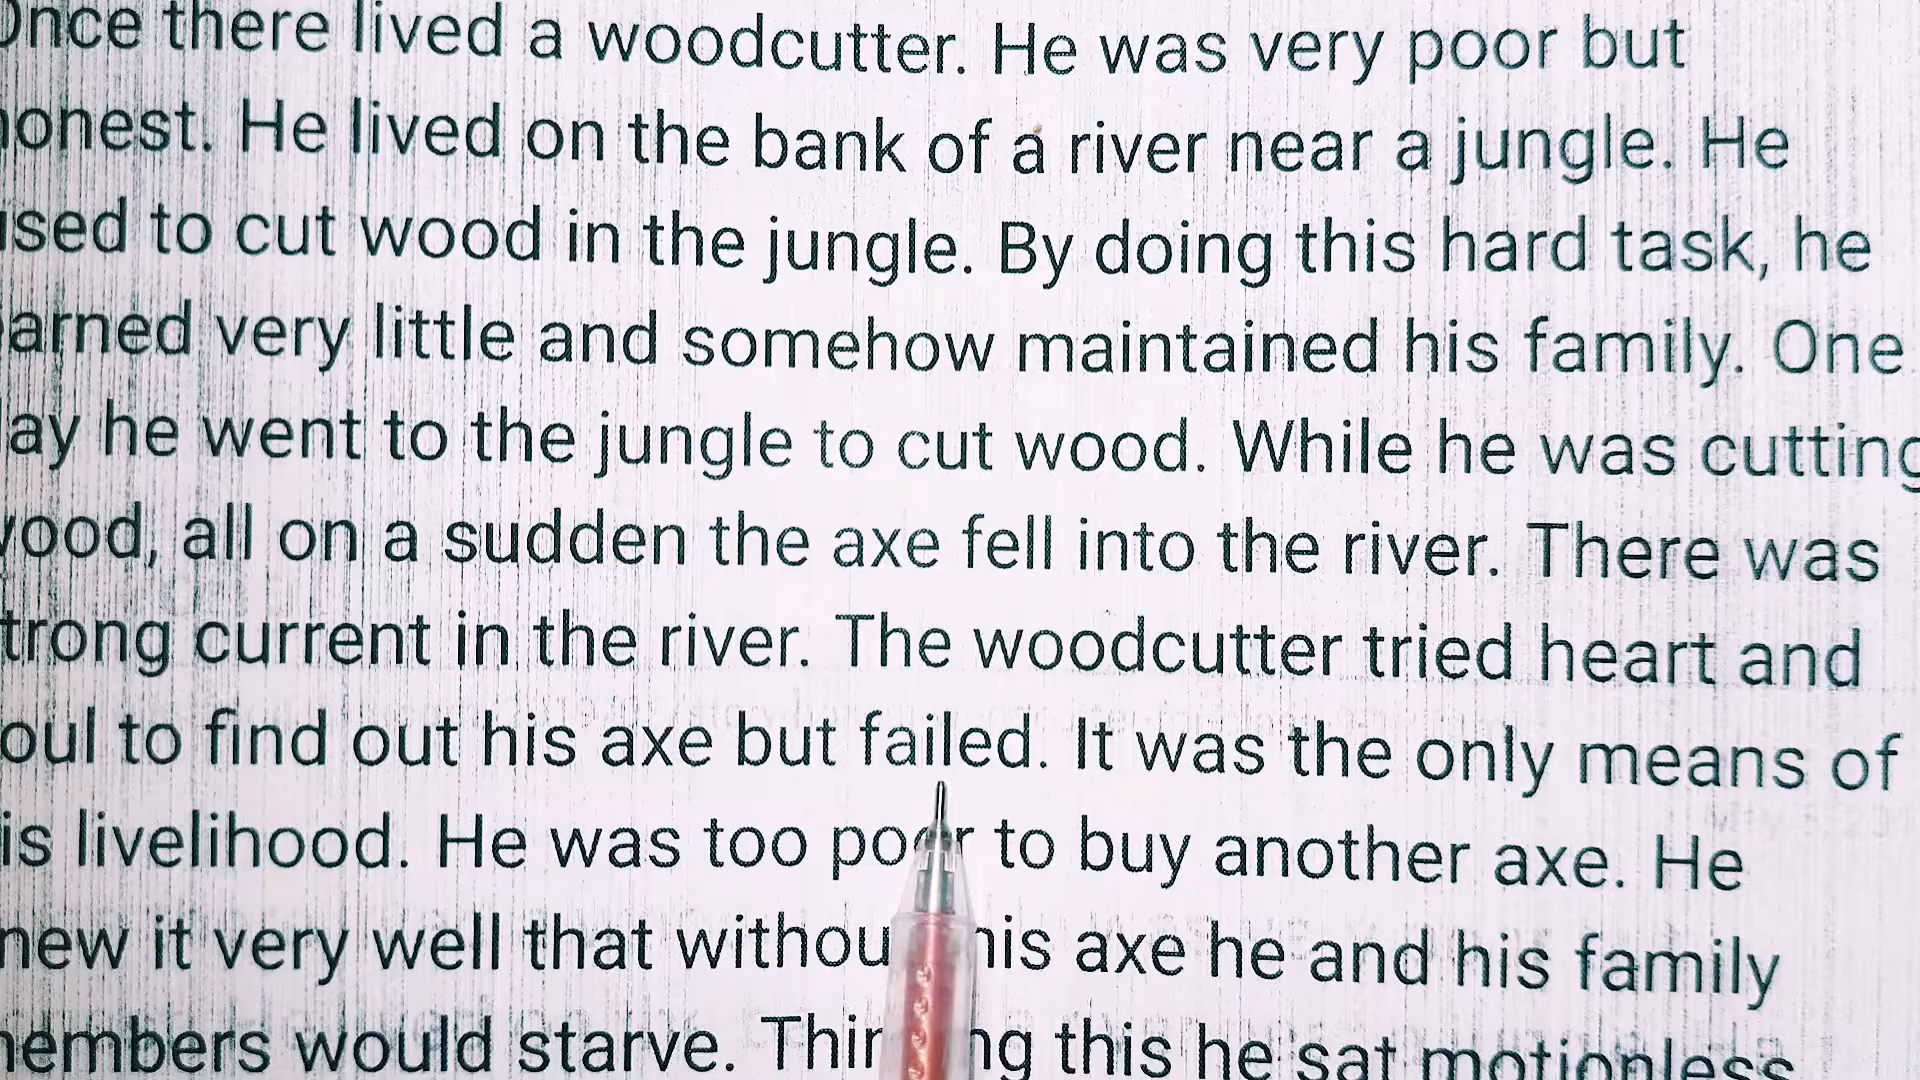 Once there lived a woodcutter. He was very poor but
honest. He lived on the bank of a river near a jungle. He
used to cut wood in the jungle. By doing this hard task, he
earned very little and somehow maintained his family. One
day he went to the jungle to cut wood. While he was cutting
wood, all on a sudden the axe fell into the river. There was
strong current in the river. The woodcutter tried heart and
soul to find out his axe but failed. It was the only means of
his livelihood. He was too poor to buy another axe. He
knew it very well that without his axe he and his family
members would starve. Thinking this he sat motionless